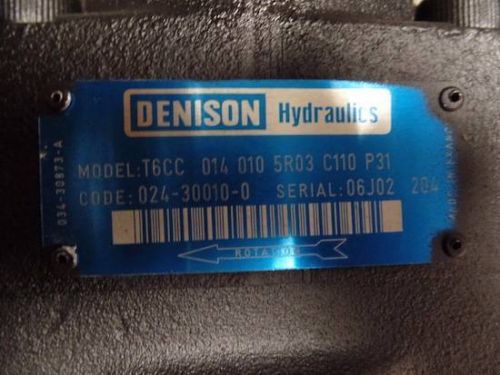 DENISON Hydraulics
MODEL:T6CC 014 010 5R03 C110 P31
CODE:024-30010-0 SERIAL:06J02 204
ROTATION
034-30873-A